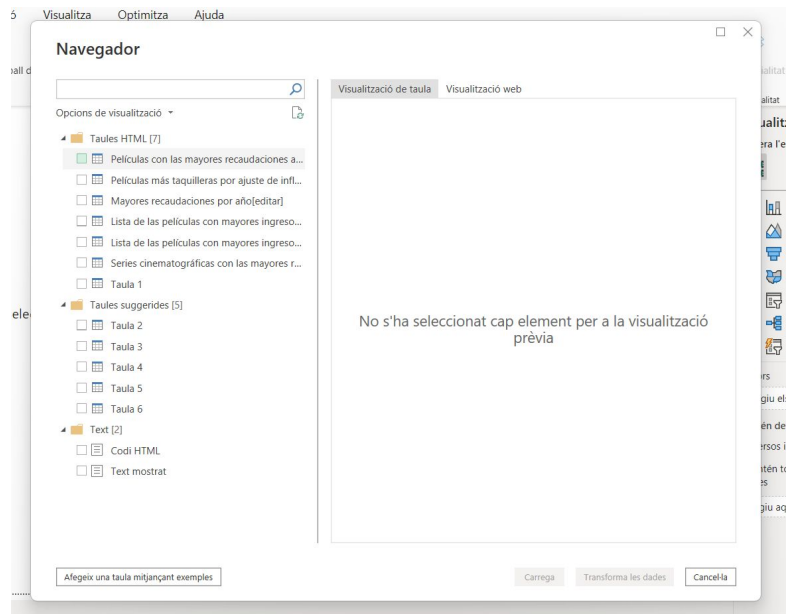 Visualitza Optimitza Ajuda
Navegador
Opcions de visualització
Taules HTML [7]
Películas con las mayores recaudaciones a...
Películas más taquilleras por ajuste de infl...
Mayores recaudaciones por año[editar]
Lista de las películas con mayores ingreso...
Lista de las películas con mayores ingreso...
Series cinematográficas con las mayores r...
Taula 1
Taules suggerides [5]
Taula 2
Taula 3
Taula 4
Taula 5
Taula 6
Text [2]
Codi HTML
Text mostrat
Visualització de taula Visualització web
No s'ha seleccionat cap element per a la visualització
prèvia
Afegeix una taula mitjançant exemples
Carrega Transforma les dades Cancel·la